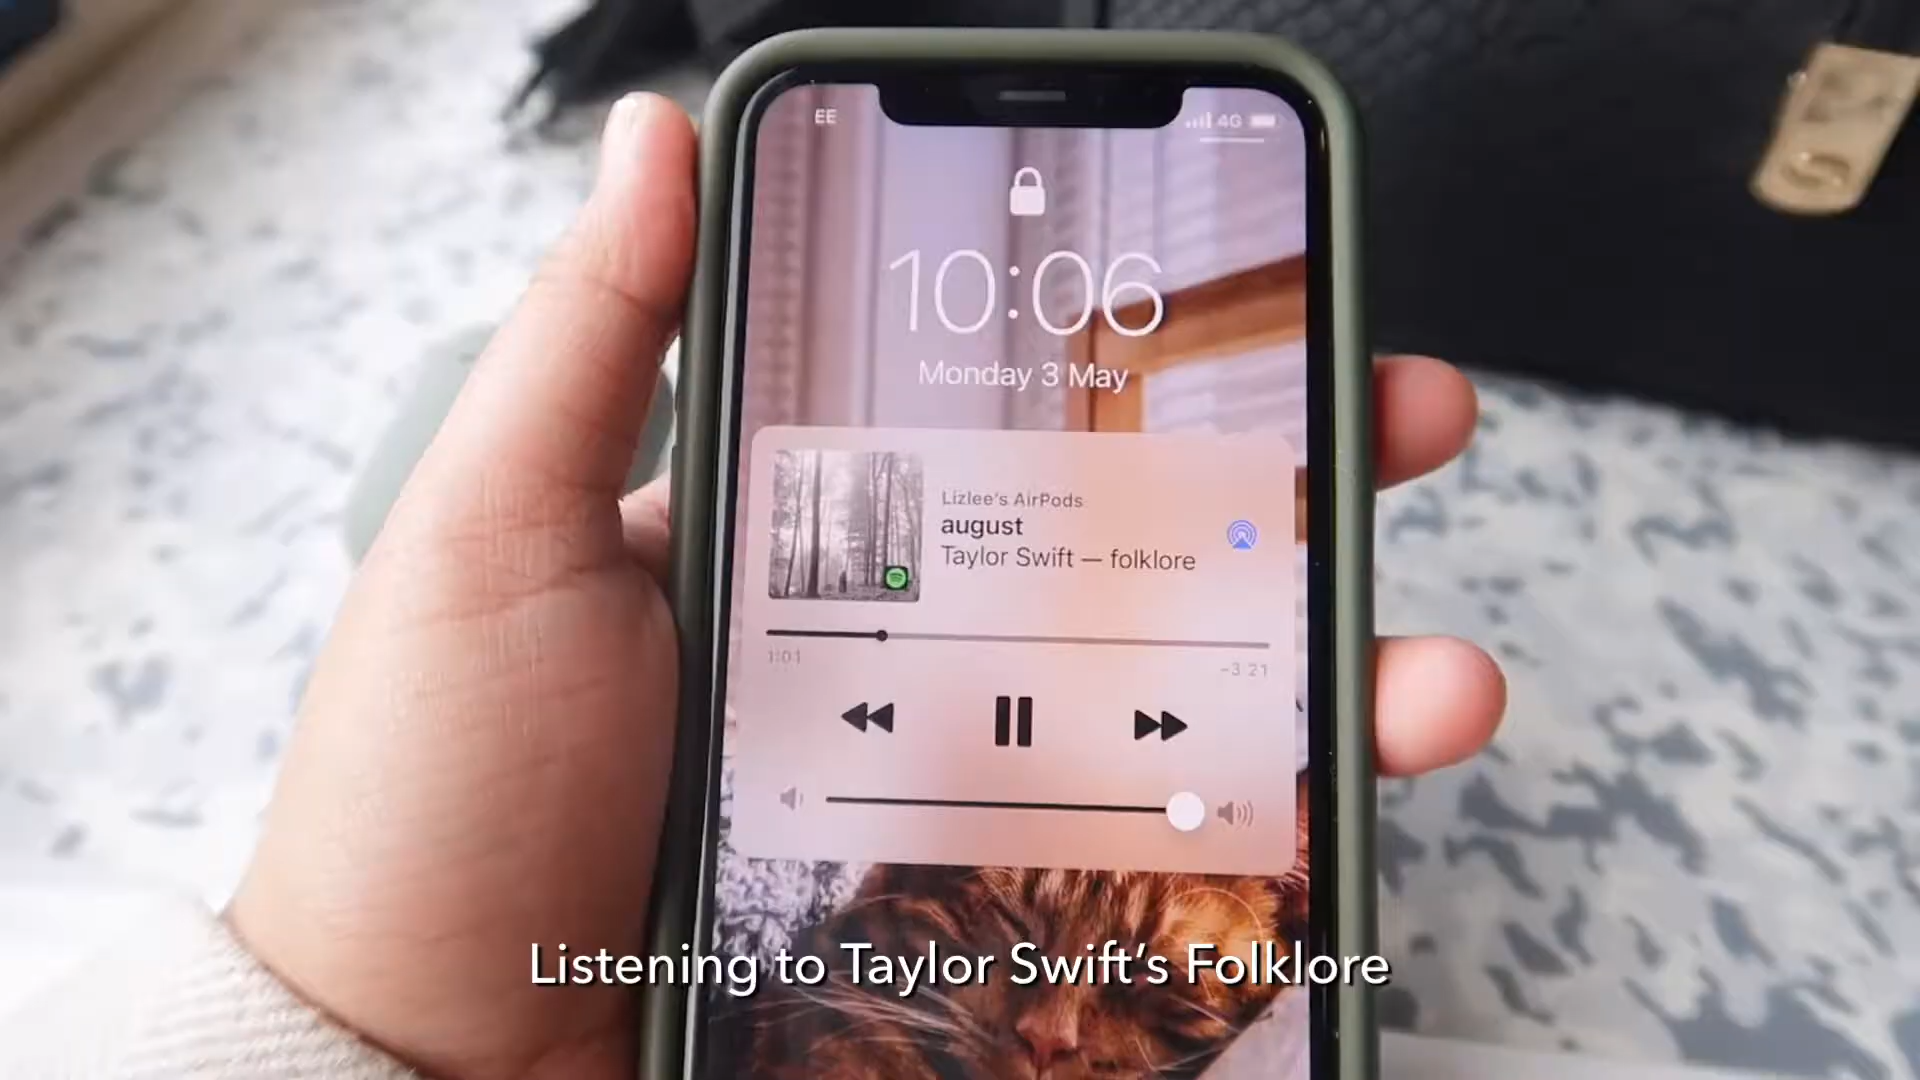 EE
4G
10:06
Monday 3 May
Lizlee's AirPods
august
Taylor Swift — folklore
1:01
-3:21
Listening to Taylor Swift's Folklore